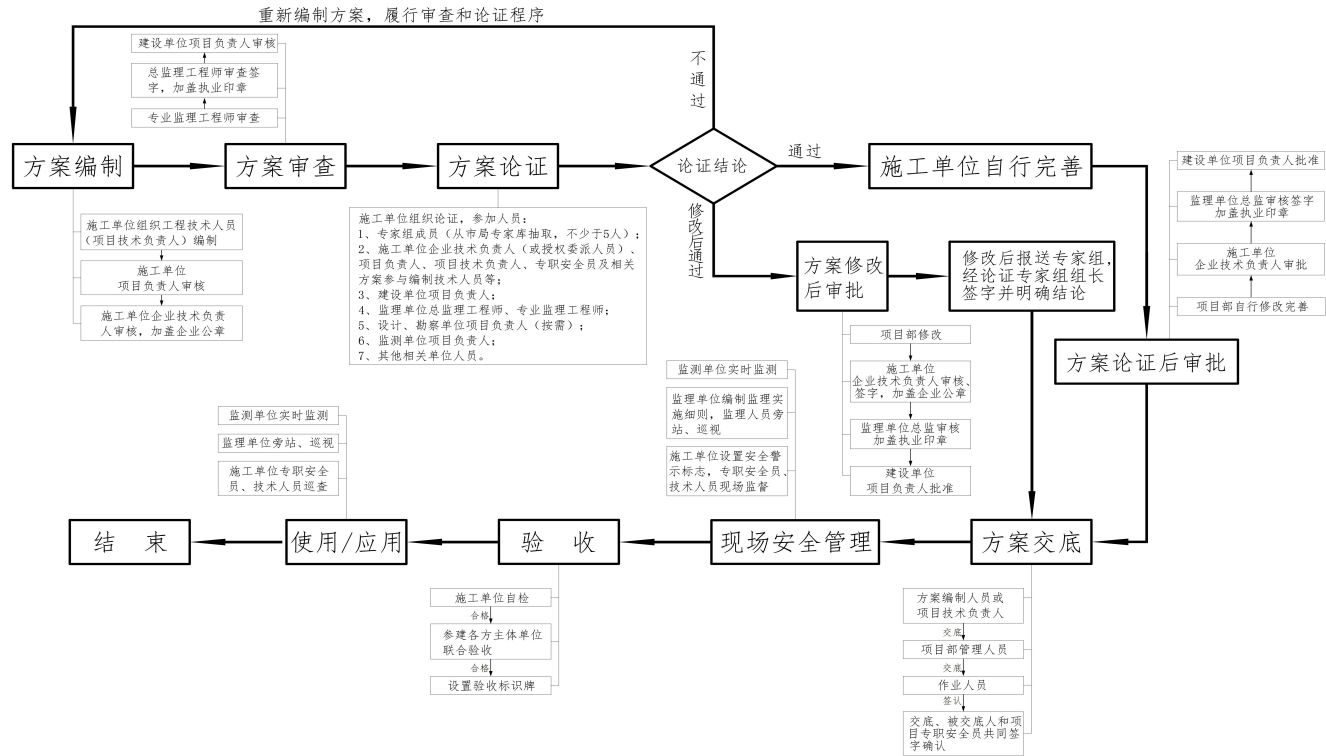 重新编制方案，履行审查和论证程序
建设单位项目负责人审核
总监理工程师审查签
字，加盖执业印章
专业监理工程师审查
不通过
方案编制
方案审查
方案论证
论证结论
通过
施工单位自行完善
建设单位项目负责人批准
监理单位总监审核签字
加盖执业印章
施工单位
企业技术负责人审批
项目部自行修改完善
施工单位组织工程技术人员
（项目技术负责人）编制
施工单位
项目负责人审核
施工单位企业技术负责
人审核，加盖企业公章
施工单位组织论证，参加人员：
1、专家组成员（从市局专家库抽取，不少于5人）；
2、施工单位企业技术负责人（或授权委派人员）、
项目负责人、项目技术负责人、专职安全员及相关
方案参与编制技术人员等；
3、建设单位项目负责人；
4、监理单位总监理工程师、专业监理工程师；
5、设计、勘察单位项目负责人（按需）；
6、监测单位项目负责人；
7、其他相关单位人员。
修改后通过
方案修改
后审批
修改后报送专家组，
经论证专家组组长
签字并明确结论
方案论证后审批
项目部修改
施工单位
企业技术负责人审核、
签字，加盖企业公章
监理单位总监审核
加盖执业印章
建设单位
项目负责人批准
监测单位实时监测
监理单位编制监理实
施细则，监理人员旁
站、巡视
施工单位设置安全警
示标志，专职安全员、
技术人员现场监督
监测单位实时监测
监理单位旁站、巡视
施工单位专职安全
员、技术人员巡查
结 束
使用/应用
验 收
现场安全管理
方案交底
施工单位自检
合格
参建各方主体单位
联合验收
合格
设置验收标识牌
方案编制人员或
项目技术负责人
交底
项目部管理人员
交底
作业人员
签认
交底、被交底人和项
目专职安全员共同签
字确认